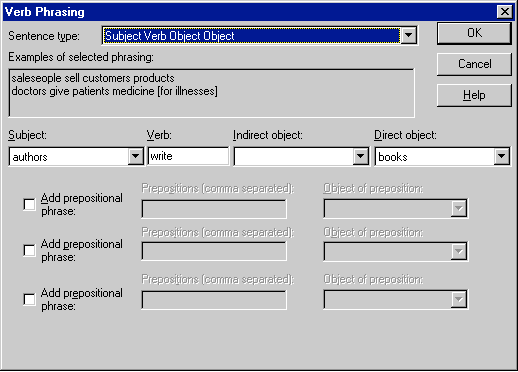 Verb Phrasing
Sentence type: Subject Verb Object Object
OK
Examples of selected phrasing:
saleseople sell customers products
doctors give patients medicine [for illnesses]
Cancel
Help
Subject: Verb: Indirect object: Direct object:
authors write books
Prepositions (comma separated): Object of preposition:
Add prepositional
phrase:
Prepositions (comma separated): Object of preposition:
Add prepositional
phrase:
Prepositions (comma separated): Object of preposition:
Add prepositional
phrase: